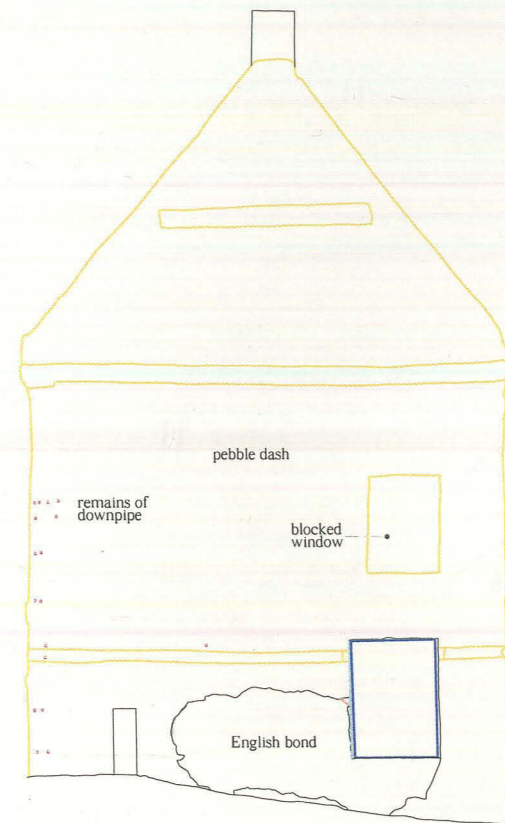 pebble dash
remains of
downpipe
blocked
window
English bond